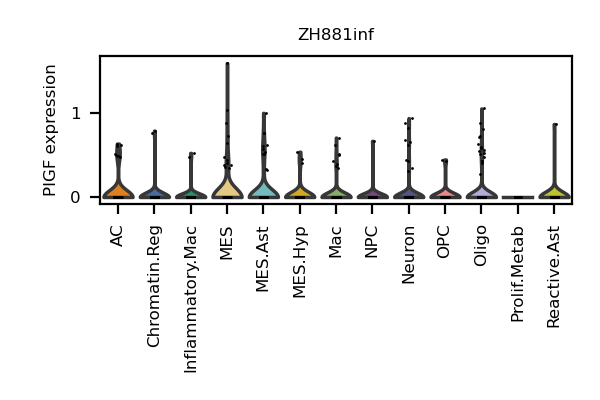 ZH881inf
PIGF expression
1
0
AC
Chromatin.Reg
Inflammatory.Mac
MES
MES.Ast
MES.Hyp
Mac
NPC
Neuron
OPC
Oligo
Prolif.Metab
Reactive.Ast